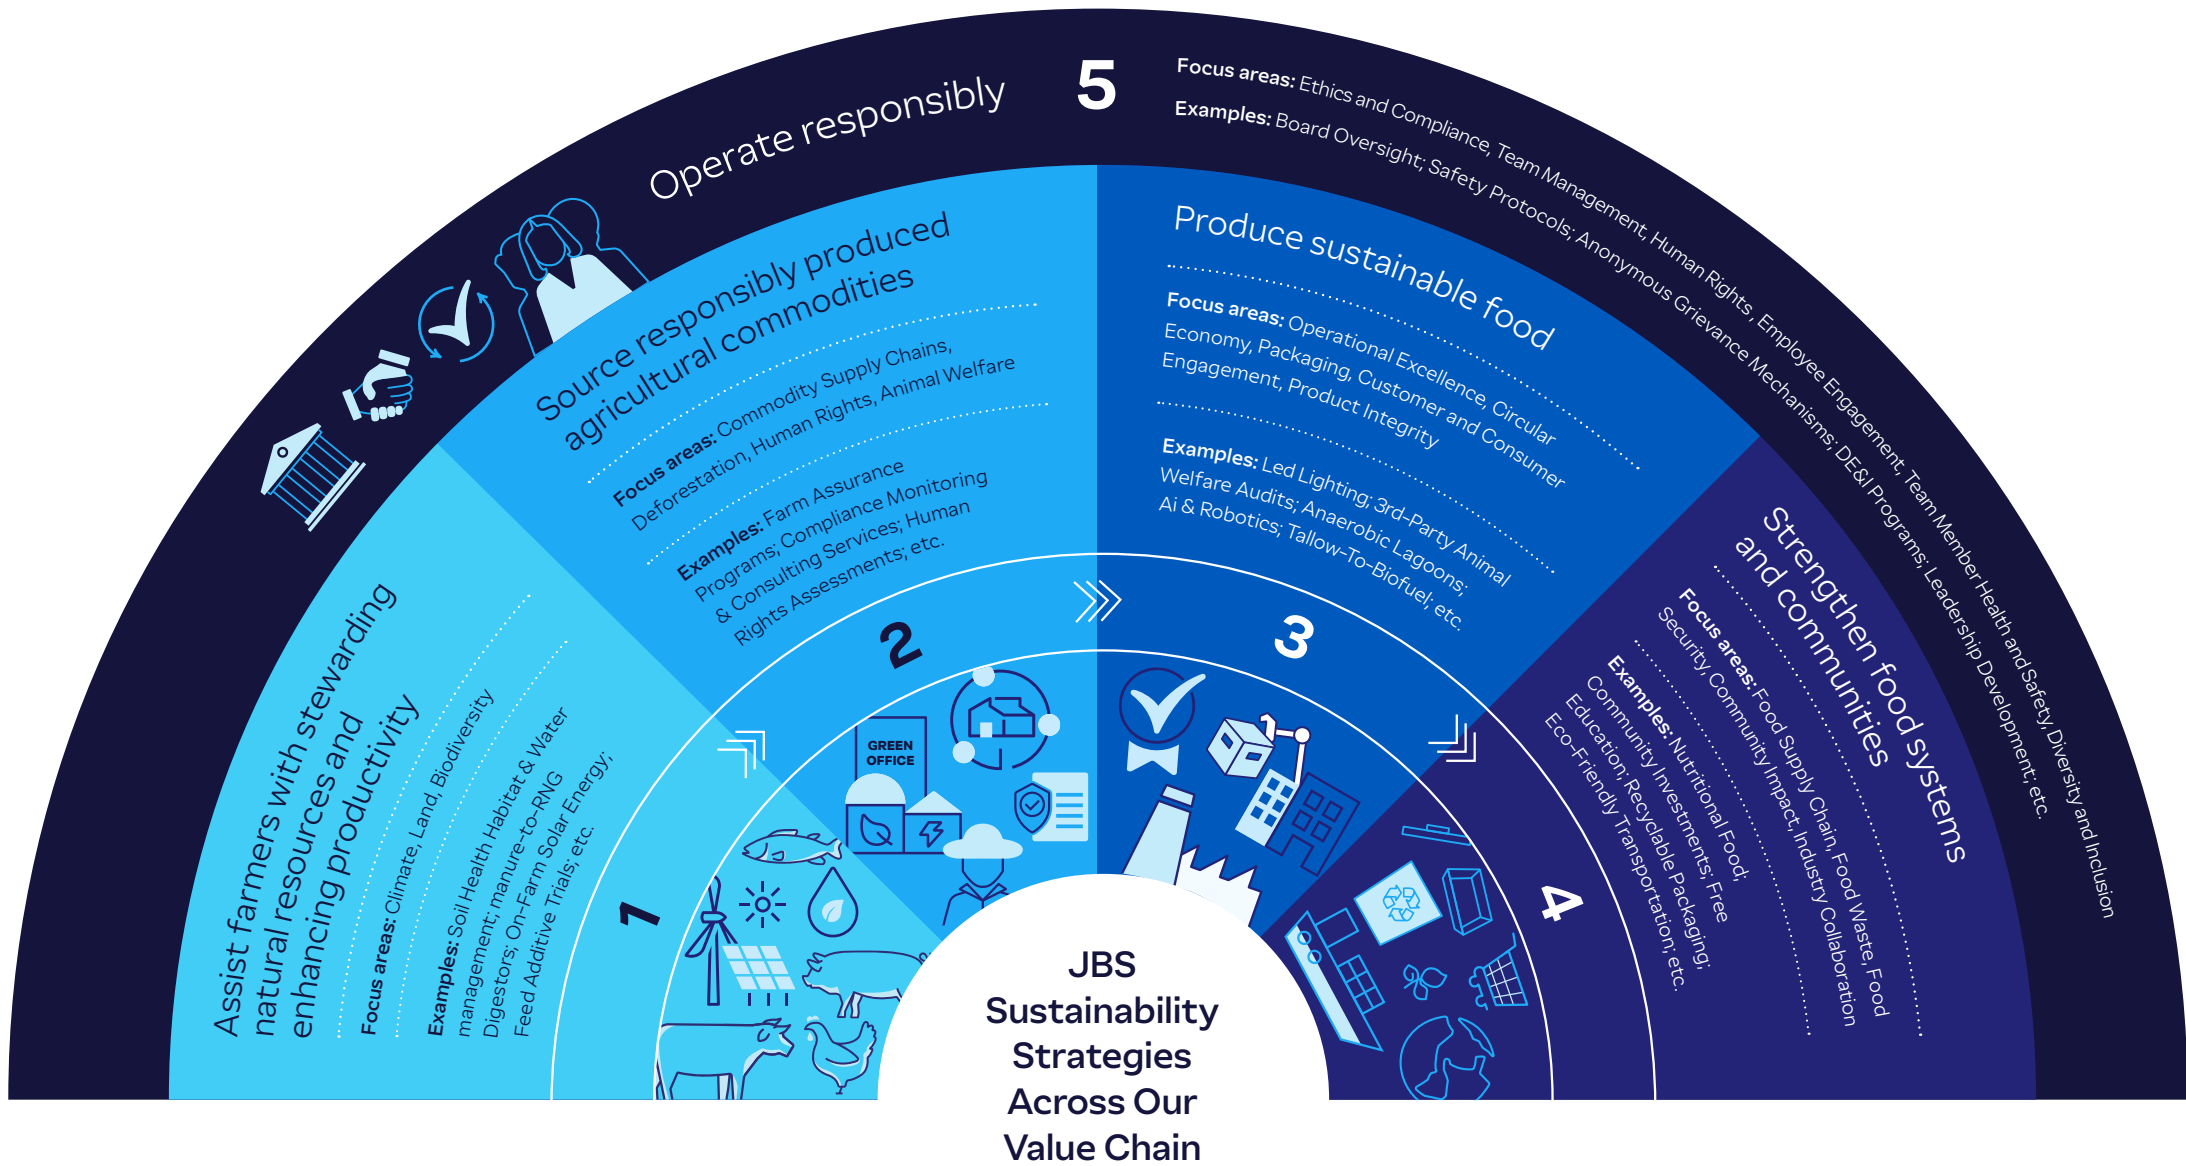 JBS
Sustainability
Strategies
Across Our
Value Chain
1
Assist farmers with stewarding
natural resources and
enhancing productivity
Focus areas: Climate, Land, Biodiversity
Examples: Soil Health Habitat & Water
management; manure-to-RNG
Digestors; On-Farm Solar Energy;
Feed Additive Trials; etc.
2
Source responsibly produced
agricultural commodities
Focus areas: Commodity Supply Chains,
Deforestation, Human Rights, Animal Welfare
Examples: Farm Assurance
Programs; Compliance Monitoring
& Consulting Services; Human
Rights Assessments; etc.
GREEN
OFFICE
3
Produce sustainable food
Focus areas: Operational Excellence, Circular
Economy, Packaging, Customer and Consumer
Engagement, Product Integrity
Examples: Led Lighting; 3rd-Party Animal
Welfare Audits; Anaerobic Lagoons;
Ai & Robotics; Tallow-To-Biofuel; etc.
4
Strengthen food systems
and communities
Focus areas: Food Supply Chain, Food Waste, Food
Security, Community Impact, Industry Collaboration
Examples: Nutritional Food;
Community Investments; Free
Education; Recyclable Packaging;
Eco-Friendly Transportation; etc.
5
Operate responsibly
Focus areas: Ethics and Compliance, Team Management, Human Rights, Employee Engagement, Team Member Health and Safety, Diversity and Inclusion
Examples: Board Oversight; Safety Protocols; Anonymous Grievance Mechanisms; DE&I Programs; Leadership Development; etc.